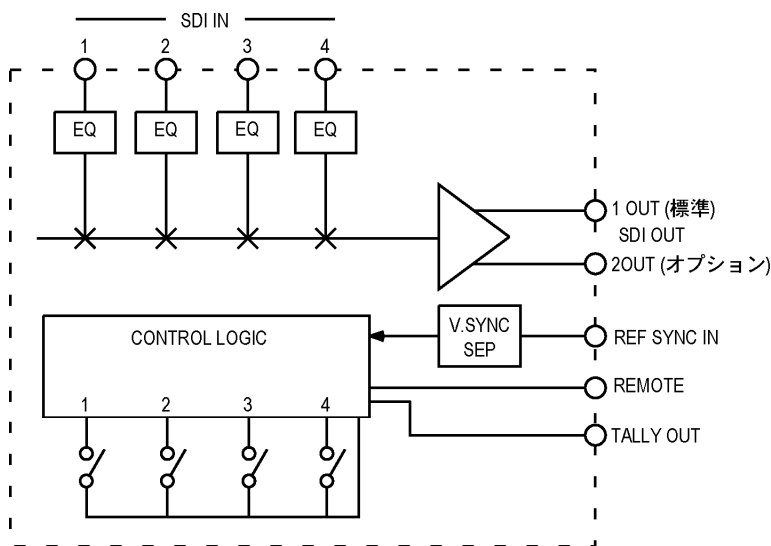 SDI IN
1 2 3 4
EQ EQ EQ EQ
1 OUT (標準)
SDI OUT
2OUT (オプション)
V.SYNC
SEP
REF SYNC IN
CONTROL LOGIC
REMOTE
1 2 3 4
TALLY OUT